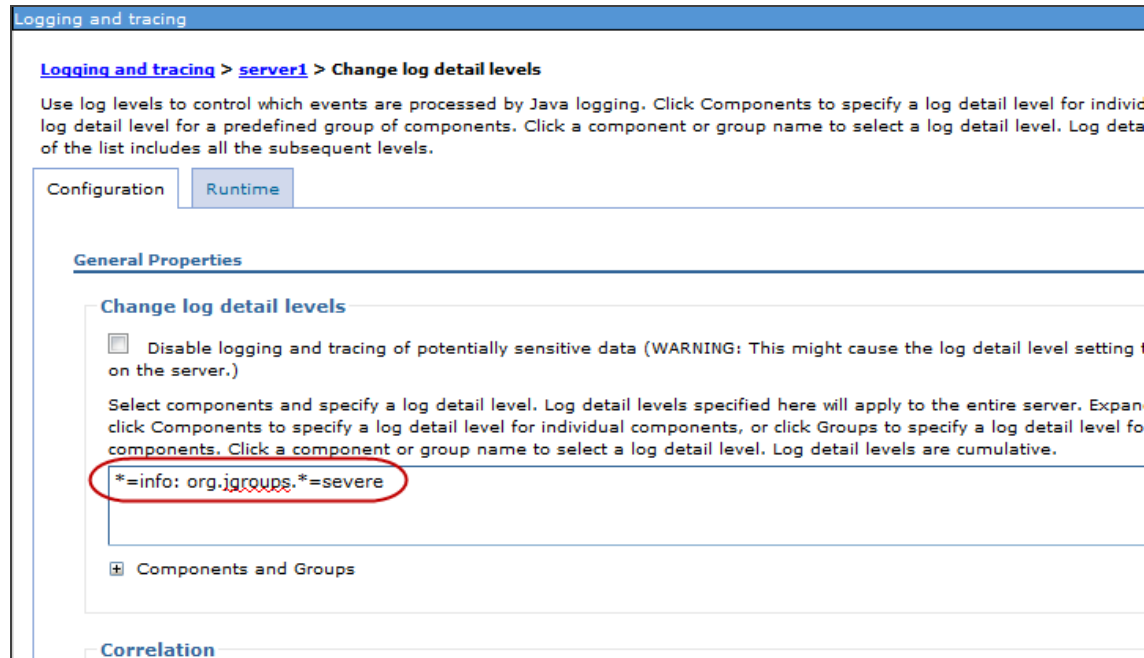 Logging and tracing
Logging and tracing > server1 > Change log detail levels
Use log levels to control which events are processed by Java logging. Click Components to specify a log detail level for individ
log detail level for a predefined group of components. Click a component or group name to select a log detail level. Log deta
of the list includes all the subsequent levels.
Configuration Runtime
General Properties
Change log detail levels
Disable logging and tracing of potentially sensitive data (WARNING: This might cause the log detail level setting t
on the server.)
Select components and specify a log detail level. Log detail levels specified here will apply to the entire server. Expan
click Components to specify a log detail level for individual components, or click Groups to specify a log detail level fo
components. Click a component or group name to select a log detail level. Log detail levels are cumulative.
*=info: org.jgroups.*=severe
Components and Groups
Correlation